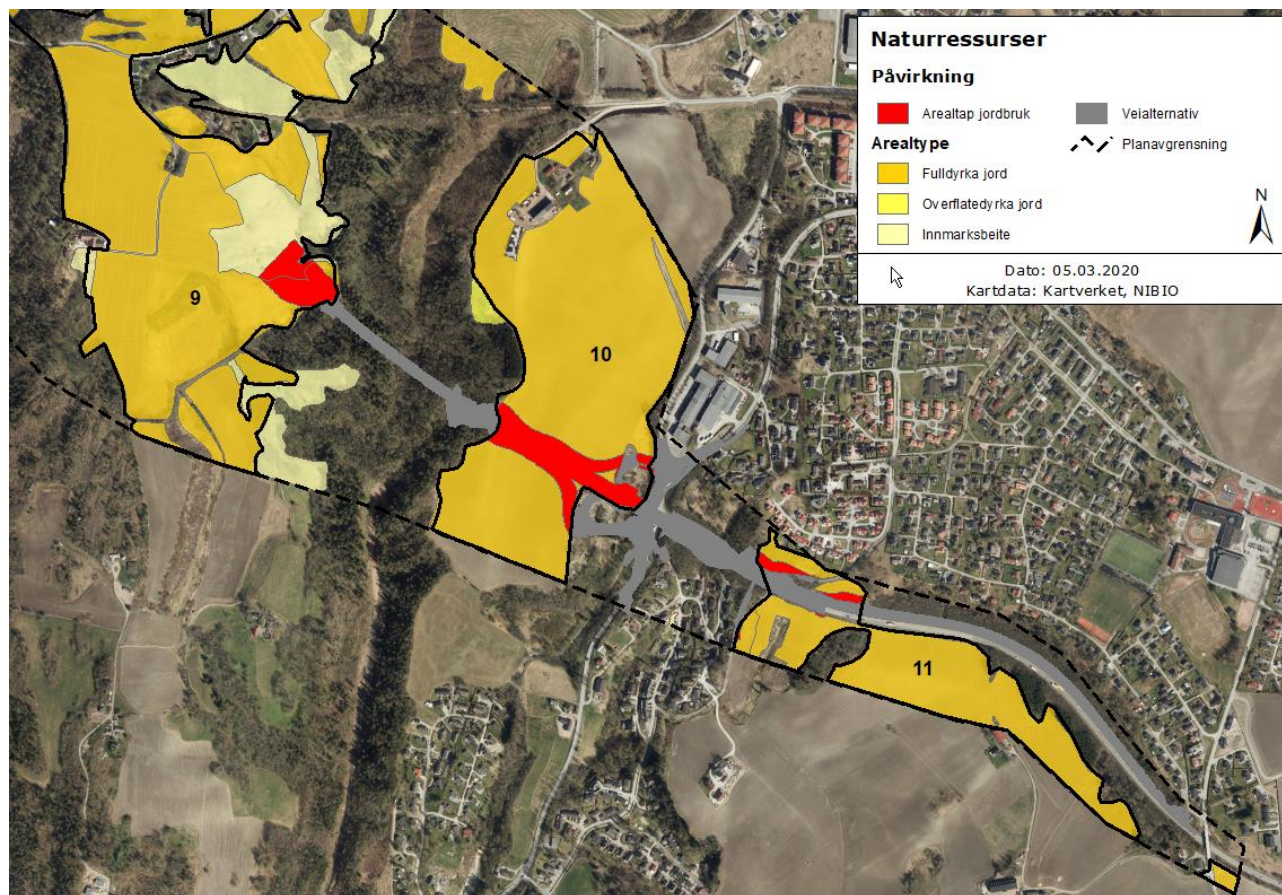 Naturressurser
Påvirkning
Arealtap jordbruk
Veialternativ
Arealtype
Planavgrensning
Fulldyrka jord
Overflatedyrka jord
Innmarksbeite
N
Dato: 05.03.2020
Kartdata: Kartverket, NIBIO
9
10
11